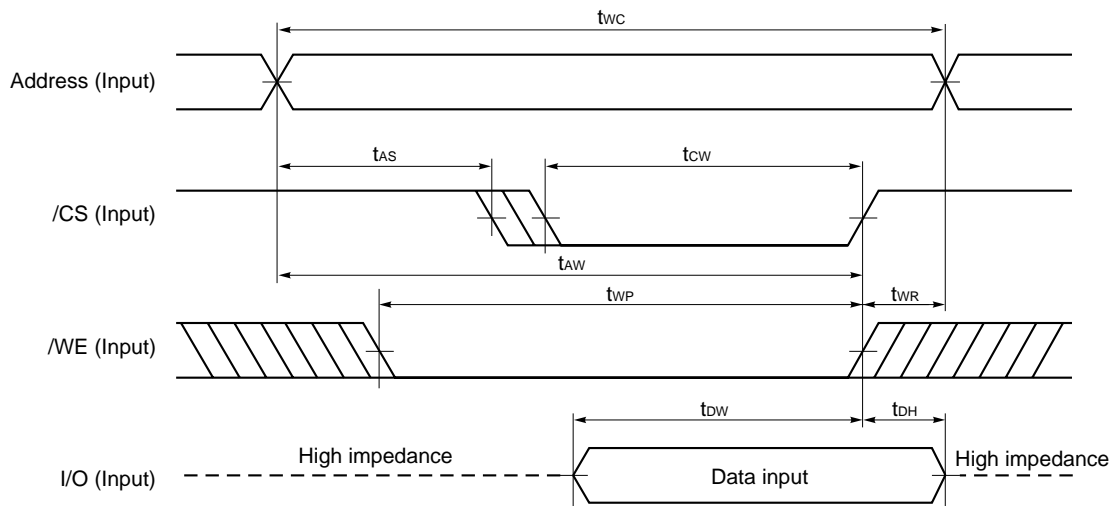 tWC
Address (Input)
tAS
tCW
/CS (Input)
tAW
tWP
tWR
/WE (Input)
tDW
tDH
I/O (Input)
High impedance
Data input
High impedance